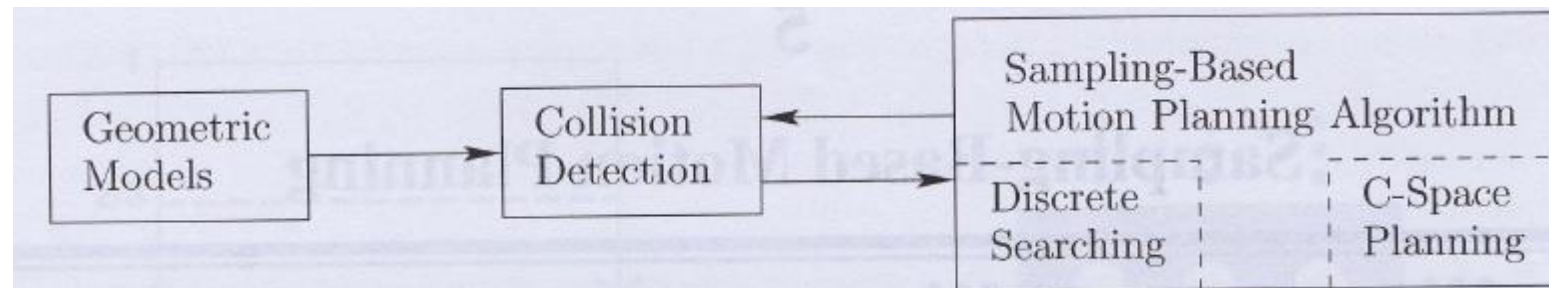 Geometric
Models
Collision
Detection
Sampling-Based
Motion Planning Algorithm
Discrete
Searching
C-Space
Planning